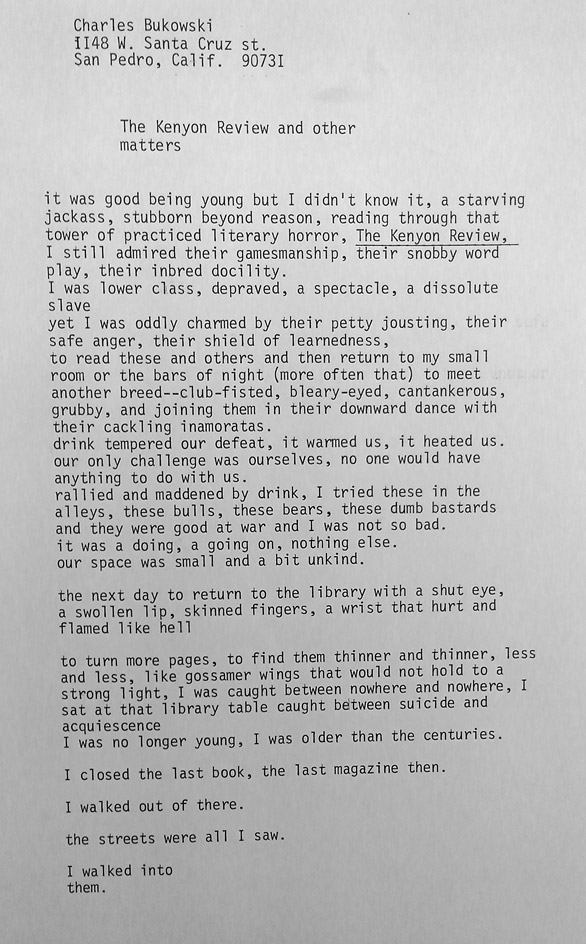 Charles Bukowski
1I48 W. Santa Cruz st.
San Pedro, Calif. 9073I
The Kenyon Review and other
matters
it was good being young but I didn't know it, a starving
jackass, stubborn beyond reason, reading through that
tower of practiced literary horror, The Kenyon Review,
I still admired their gamesmanship, their snobby word
play, their inbred docility.
I was lower class, depraved, a spectacle, a dissolute
slave
yet I was oddly charmed by their petty jousting, their
safe anger, their shield of learnedness,
to read these and others and then return to my small
room or the bars of night (more often that) to meet
another breed--club-fisted, bleary-eyed, cantankerous,
grubby, and joining them in their downward dance with
their cackling inamoratas.
drink tempered our defeat, it warmed us, it heated us.
our only challenge was ourselves, no one would have
anything to do with us.
rallied and maddened by drink, I tried these in the
alleys, these bulls, these bears, these dumb bastards
and they were good at war and I was not so bad.
it was a doing, a going on, nothing else.
our space was small and a bit unkind.
the next day to return to the library with a shut eye,
a swollen lip, skinned fingers, a wrist that hurt and
flamed like hell
to turn more pages, to find them thinner and thinner, less
and less, like gossamer wings that would not hold to a
strong light, I was caught between nowhere and nowhere, I
sat at that library table caught between suicide and
acquiescence
I was no longer young, I was older than the centuries.
I closed the last book, the last magazine then.
I walked out of there.
the streets were all I saw.
I walked into
them.